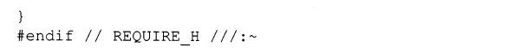 }
#endif // REQUIRE_H ///:~